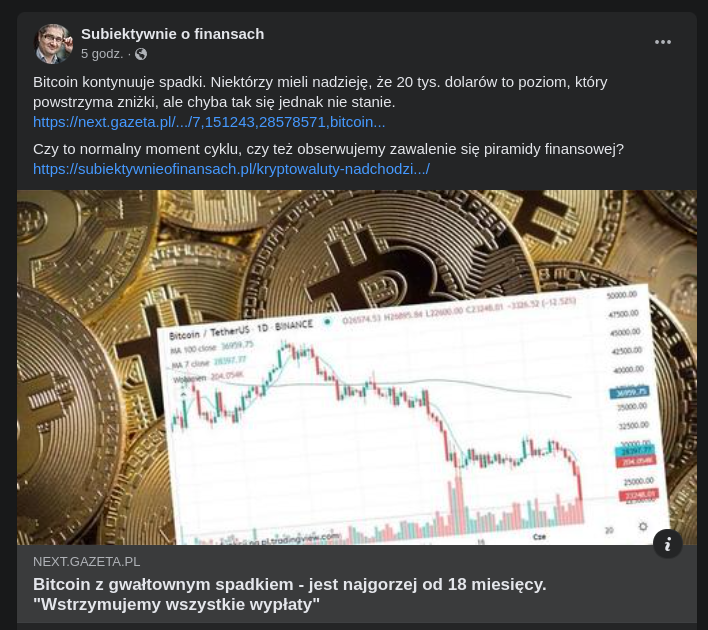 Subiektywnie o finansach
5 godz. ·
Bitcoin kontynuuje spadki. Niektórzy mieli nadzieję, że 20 tys. dolarów to poziom, który
powstrzyma zniżki, ale chyba tak się jednak nie stanie.
https://next.gazeta.pl/.../7,151243,28578571,bitcoin...
Czy to normalny moment cyklu, czy też obserwujemy zawalenie się piramidy finansowej?
https://subiektywnieofinansach.pl/kryptowaluty-nadchodzi.../
Bitcoin / TetherUS · 1D · BINANCE O26574.53 H26895.84 L22600.00 C23248.01 -3326.52 (-12.52%)
MA 100 close 36959.75
MA 7 close 28397.77
Wolumen 204.054K
50000.00
47500.00
45000.00
42500.00
40000.00
36959.75
35000.00
32500.00
30000.00
28397.77
204.054K
25000.00
23248.01
pl.tradingview.com
15
Cze
20
NEXT.GAZETA.PL
Bitcoin z gwałtownym spadkiem - jest najgorzej od 18 miesięcy.
"Wstrzymujemy wszystkie wypłaty"